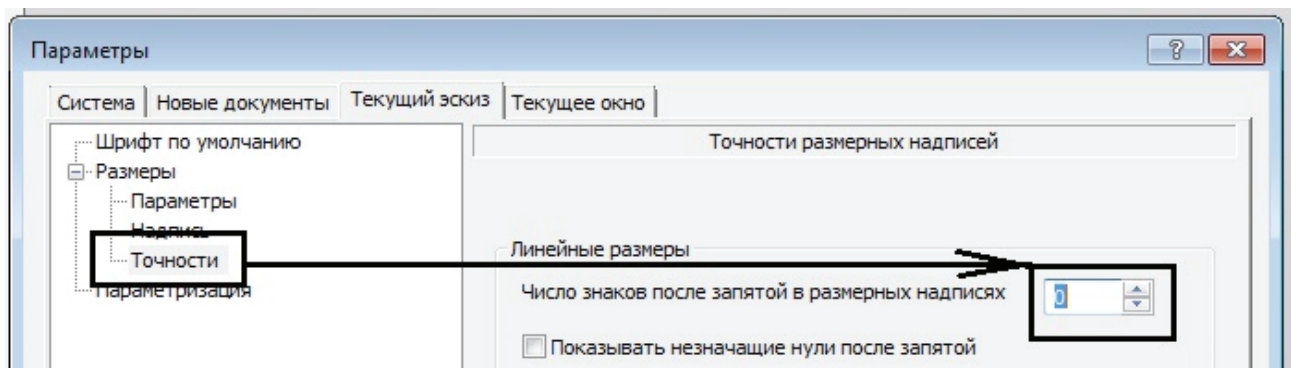 Параметры
Система Новые документы Текущий эскиз Текущее окно
Шрифт по умолчанию
Размеры
Параметры
Надпись
Точности
Параметризация
Точности размерных надписей
Линейные размеры
Число знаков после запятой в размерных надписях 0
Показывать незначащие нули после запятой